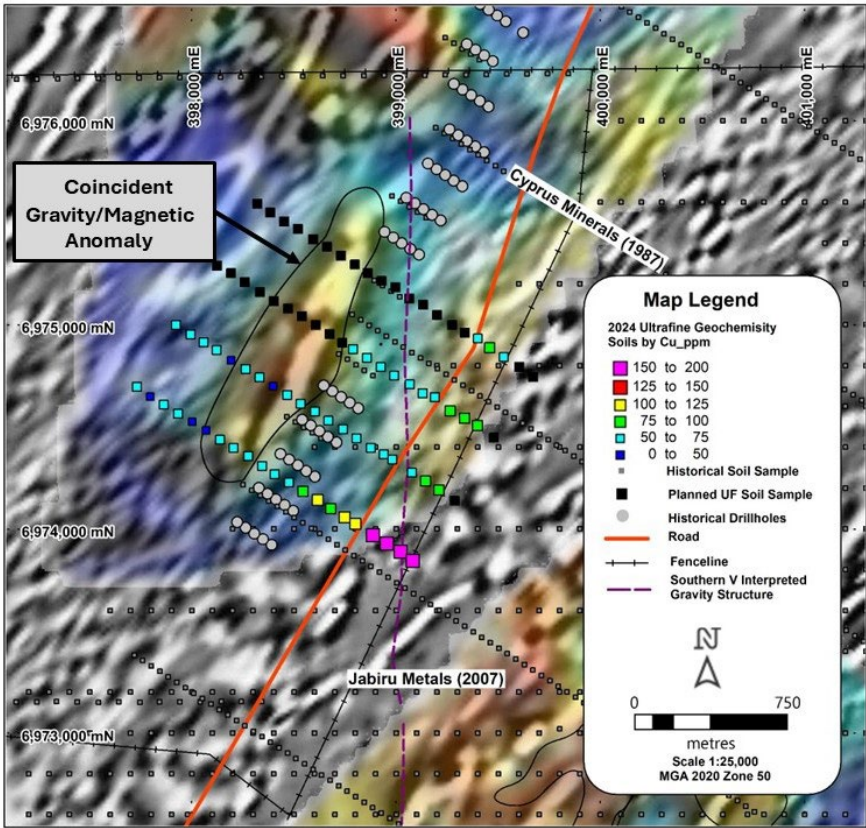 398,000 mE
399,000 mE
400,000 mE
401,000 mE
6,976,000 mN
Coincident
Gravity/Magnetic
Anomaly
Cyprus Minerals (1987)
6,975,000 mN
6,974,000 mN
Jabiru Metals (2007)
6,973,000 mN
Map Legend
2024 Ultrafine Geochemisity
Soils by Cu_ppm
150 to 200
125 to 150
100 to 125
75 to 100
50 to 75
0 to 50
Historical Soil Sample
Planned UF Soil Sample
Historical Drillholes
Road
Fenceline
Southern V Interpreted
Gravity Structure
N
0 750
metres
Scale 1:25,000
MGA 2020 Zone 50